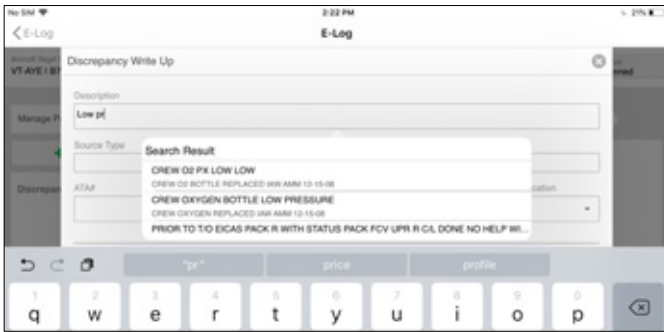 No SIM
2:22 PM
21%
E-Log
E-Log
VT-AYE
Discrepancy Write Up
Description
Manage
Low pr
Source Type
Search Result
CREW O2 PX LOW LOW
CREW O2 BOTTLE REPLACED IAW AMM 12-15-08
Discrepan
ATA#
CREW OXYGEN BOTTLE LOW PRESSURE
CREW OXYGEN REPLACED IAW AMM 12-15-08
PRIOR TO T/O EICAS PACK R WITH STATUS PACK FCV UPR R C/L DONE NO HELP WI...
"pr"
price
profile
1 2 3 4 5 6 7 8 9 0
q w e r t y u i o p